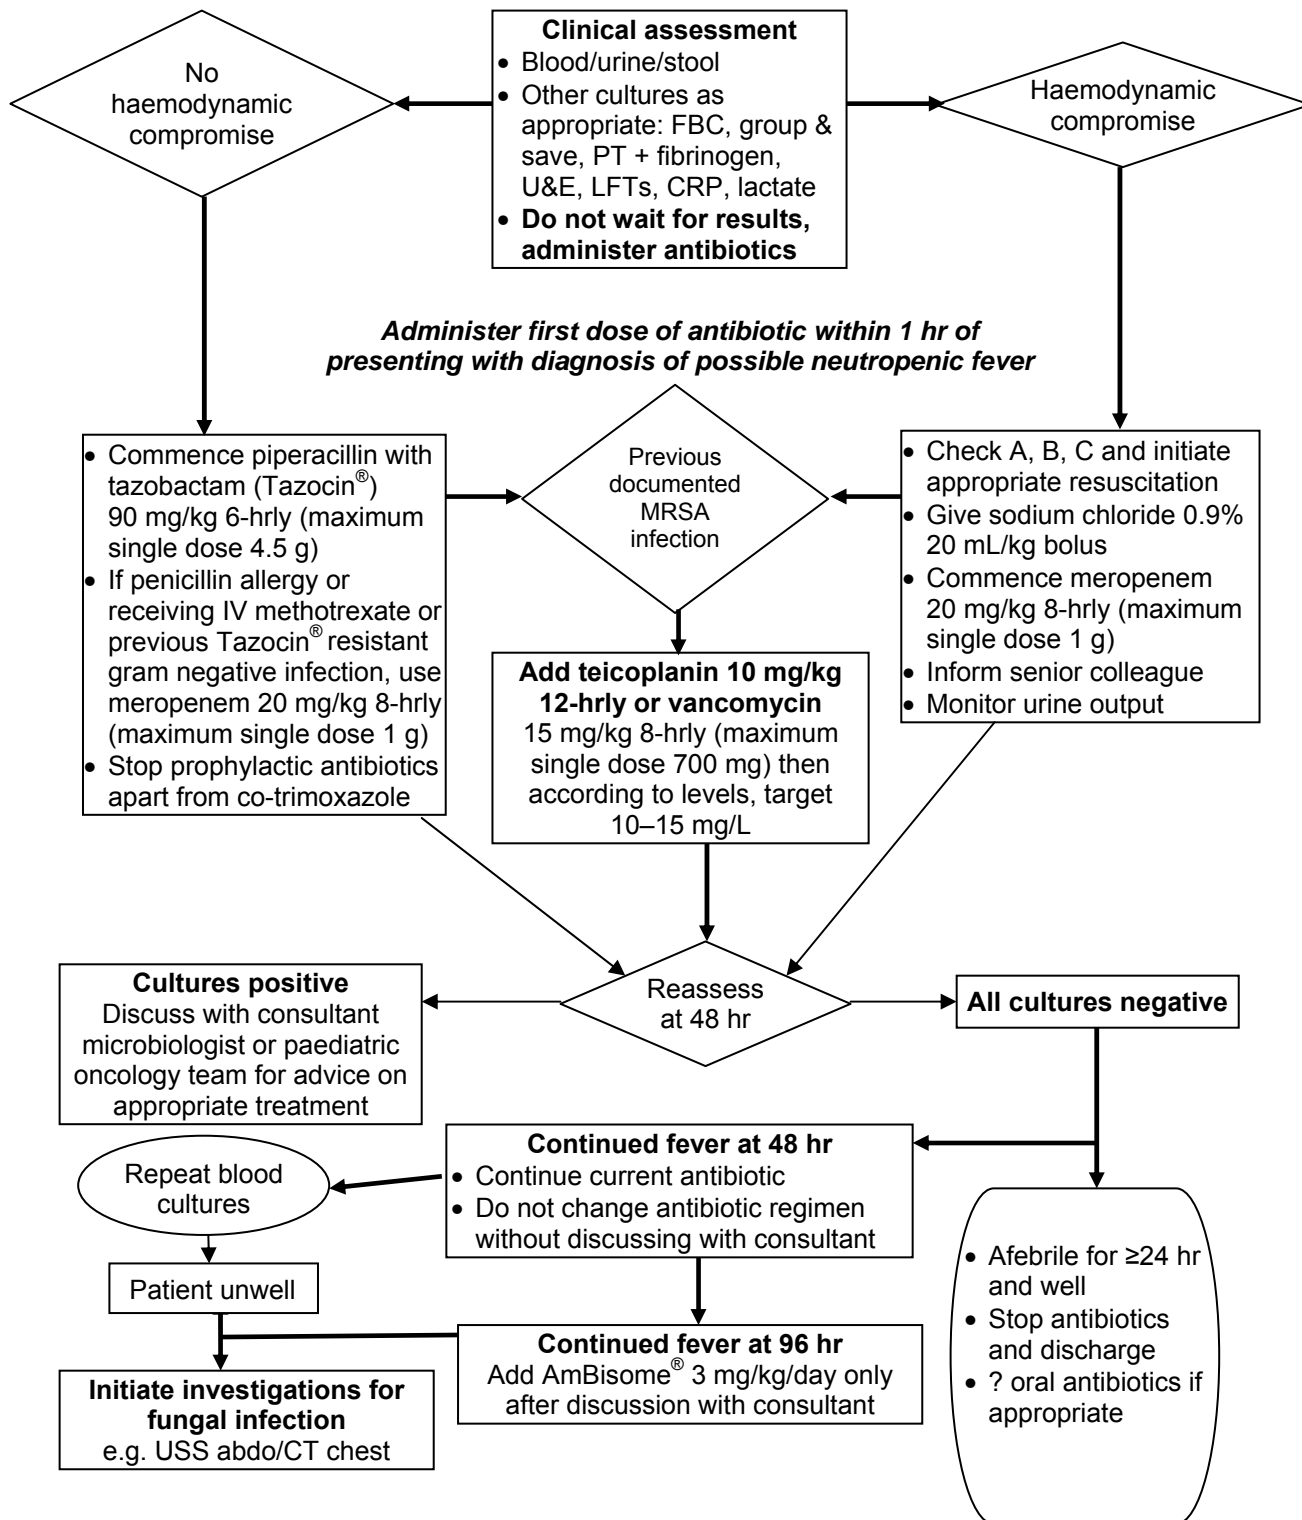 Clinical assessment
• Blood/urine/stool
• Other cultures as
appropriate: FBC, group &
save, PT + fibrinogen,
U&E, LFTs, CRP, lactate
• Do not wait for results,
administer antibiotics
No
haemodynamic
compromise
Haemodynamic
compromise
Administer first dose of antibiotic within 1 hr of
presenting with diagnosis of possible neutropenic fever
• Commence piperacillin with
tazobactam (Tazocin®)
90 mg/kg 6-hrly (maximum
single dose 4.5 g)
• If penicillin allergy or
receiving IV methotrexate or
previous Tazocin® resistant
gram negative infection, use
meropenem 20 mg/kg 8-hrly
(maximum single dose 1 g)
• Stop prophylactic antibiotics
apart from co-trimoxazole
Previous
documented
MRSA
infection
• Check A, B, C and initiate
appropriate resuscitation
• Give sodium chloride 0.9%
20 mL/kg bolus
• Commence meropenem
20 mg/kg 8-hrly (maximum
single dose 1 g)
• Inform senior colleague
• Monitor urine output
Add teicoplanin 10 mg/kg
12-hrly or vancomycin
15 mg/kg 8-hrly (maximum
single dose 700 mg) then
according to levels, target
10–15 mg/L
Reassess
at 48 hr
Cultures positive
Discuss with consultant
microbiologist or paediatric
oncology team for advice on
appropriate treatment
All cultures negative
Continued fever at 48 hr
• Continue current antibiotic
• Do not change antibiotic regimen
without discussing with consultant
Repeat blood
cultures
Patient unwell
Continued fever at 96 hr
Add AmBisome® 3 mg/kg/day only
after discussion with consultant
Initiate investigations for
fungal infection
e.g. USS abdo/CT chest
• Afebrile for ≥24 hr
and well
• Stop antibiotics
and discharge
• ? oral antibiotics if
appropriate